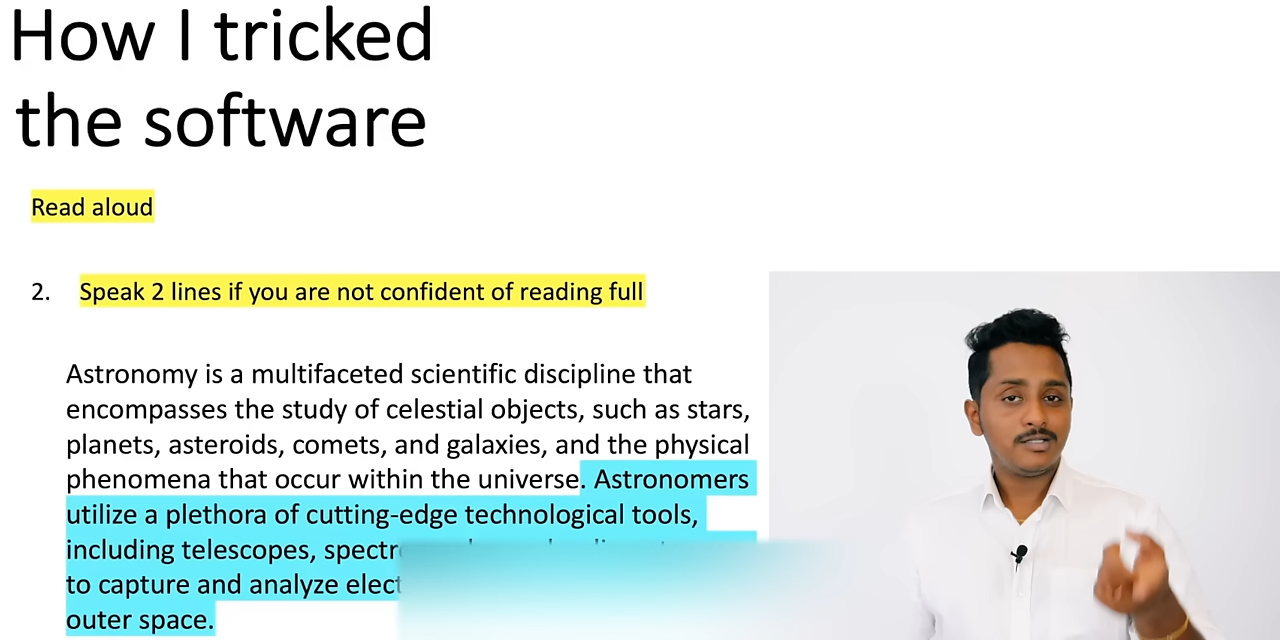 How I tricked
the software
Read aloud
2. Speak 2 lines if you are not confident of reading full
Astronomy is a multifaceted scientific discipline that
encompasses the study of celestial objects, such as stars,
planets, asteroids, comets, and galaxies, and the physical
phenomena that occur within the universe. Astronomers
utilize a plethora of cutting-edge technological tools,
including telescopes,
to capture and analyze
outer space.